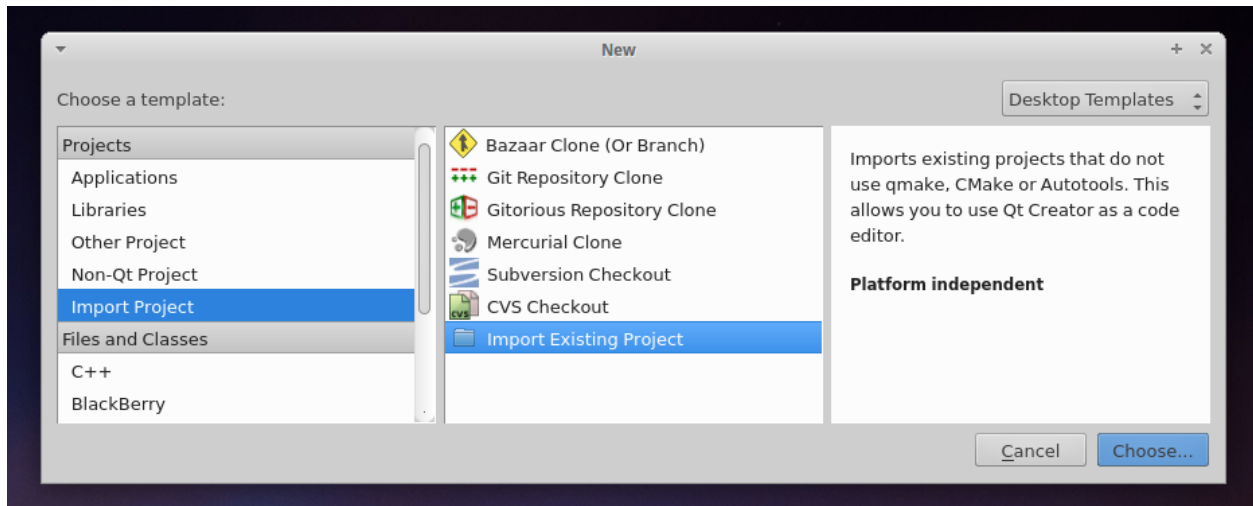 New
Choose a template:
Desktop Templates
Projects
Applications
Libraries
Other Project
Non-Qt Project
Import Project
Files and Classes
C++
BlackBerry
Bazaar Clone (Or Branch)
Git Repository Clone
Gitorious Repository Clone
Mercurial Clone
Subversion Checkout
CVS Checkout
Import Existing Project
Imports existing projects that do not
use qmake, CMake or Autotools. This
allows you to use Qt Creator as a code
editor.
Platform independent
Cancel
Choose...